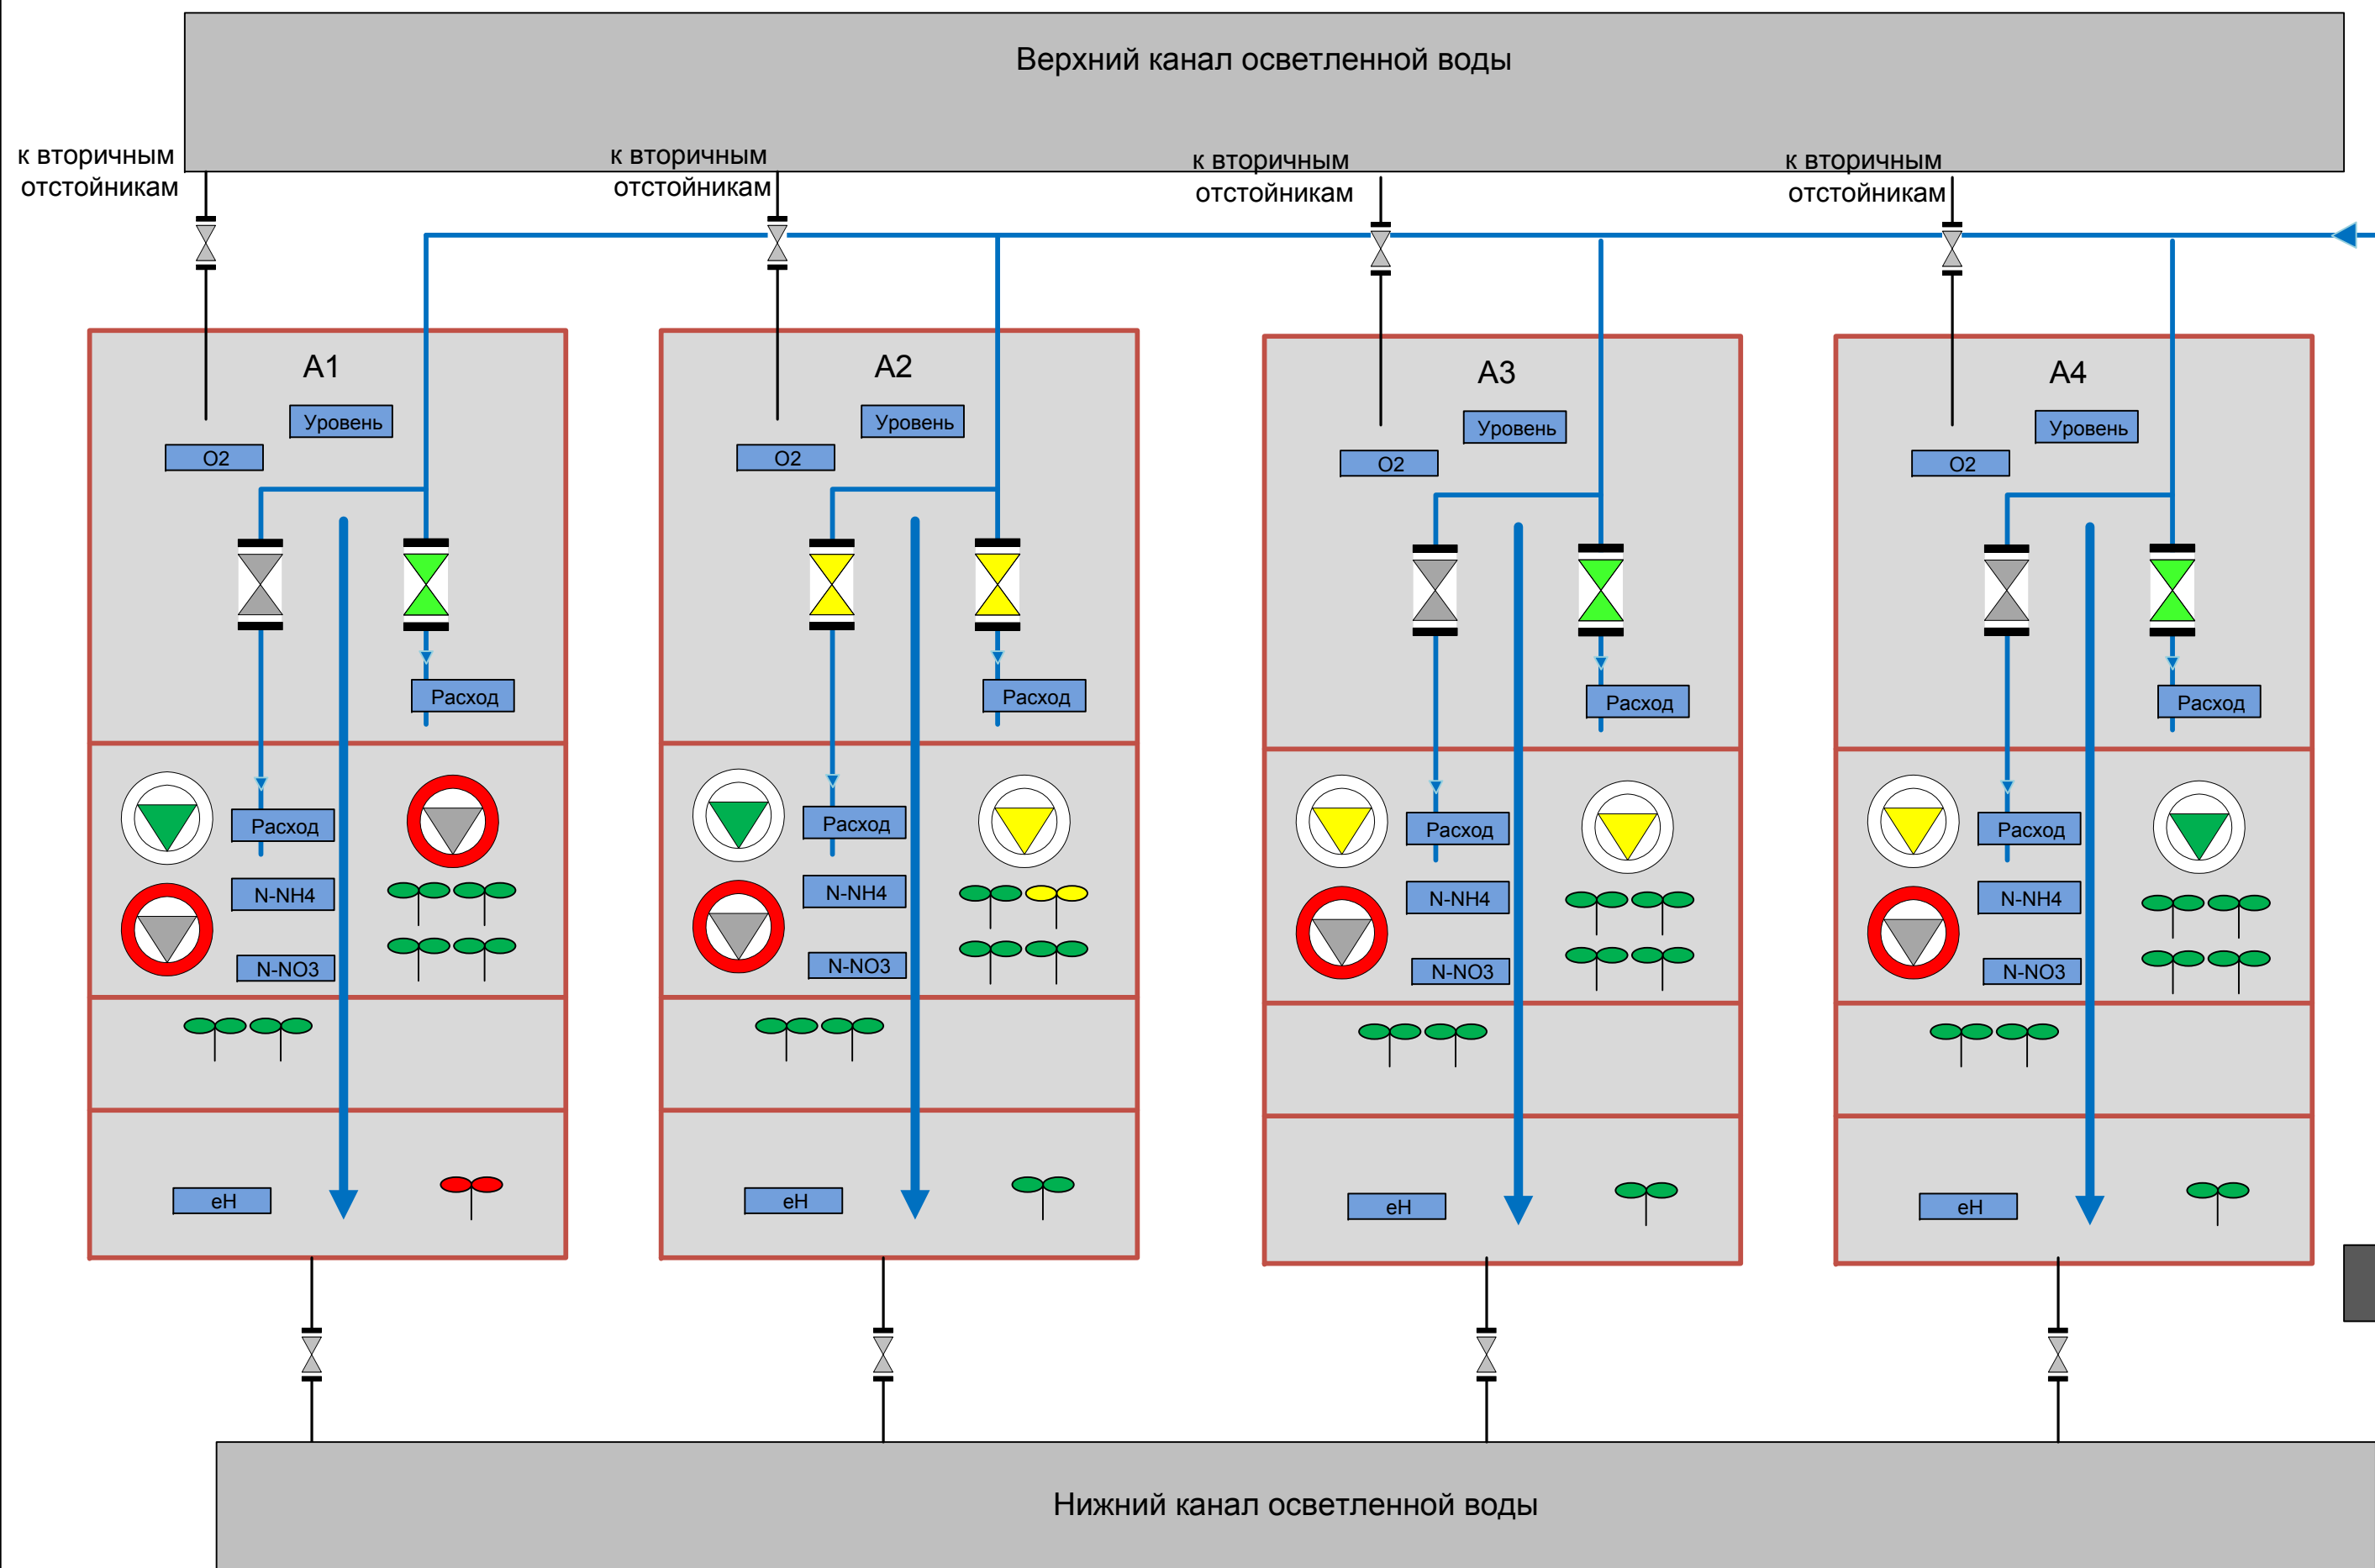 Верхний канал осветленной воды
к вторичным
отстойникам
к вторичным
отстойникам
к вторичным
отстойникам
к вторичным
отстойникам
A1
A2
A3
A4
Уровень
Уровень
Уровень
Уровень
O2
O2
O2
O2
Расход
Расход
Расход
Расход
Расход
Расход
Расход
Расход
N-NH4
N-NH4
N-NH4
N-NH4
N-NO3
N-NO3
N-NO3
N-NO3
eH
eH
eH
eH
Нижний канал осветленной воды